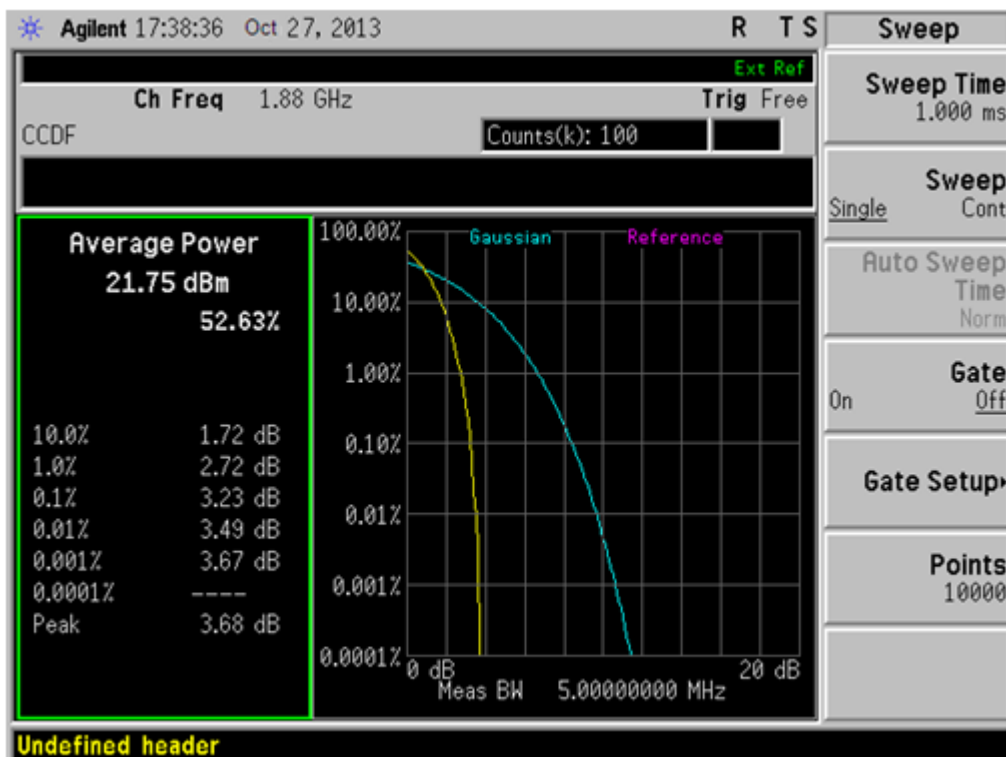 Agilent 17:38:36 Oct 27, 2013 R T S
Ext Ref
Ch Freq 1.88 GHz Trig Free
CCDF
Counts(k): 100
Average Power
21.75 dBm
52.63%
10.0% 1.72 dB
1.0% 2.72 dB
0.1% 3.23 dB
0.01% 3.49 dB
0.001% 3.67 dB
0.0001% ----
Peak 3.68 dB
Gaussian Reference
100.00%
10.00%
1.00%
0.10%
0.01%
0.001%
0.0001%
0 dB 20 dB
Meas BW 5.00000000 MHz
Sweep
Sweep Time
1.000 ms
Sweep
Single Cont
Auto Sweep
Time
Norm
Gate
On Off
Gate Setup
Points
10000
Undefined header